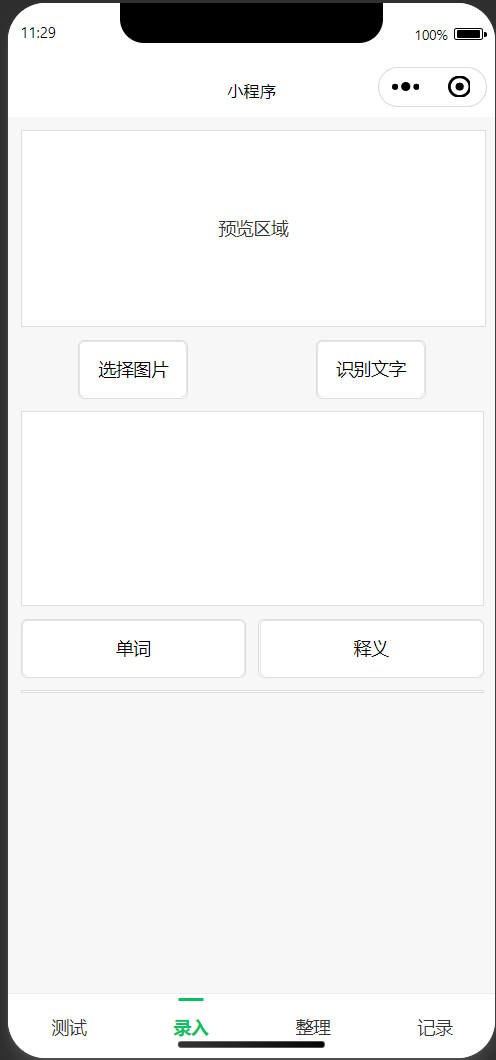 11:29
100%
小程序
预览区域
选择图片 识别文字
单词 释义
测试 录入 整理 记录